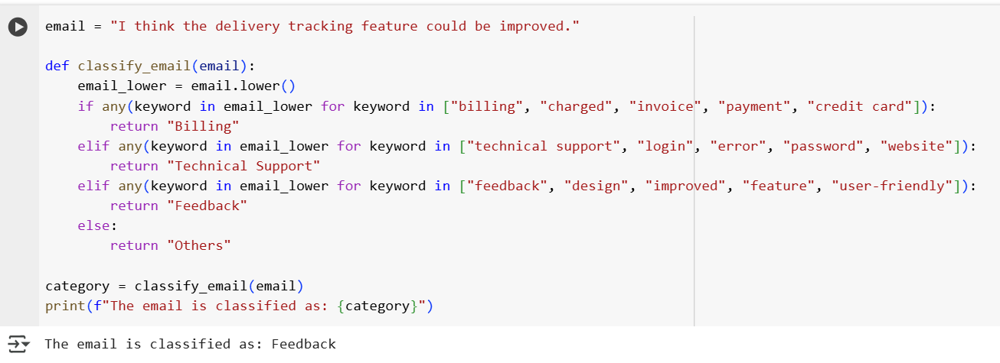 email = "I think the delivery tracking feature could be improved."
def classify_email(email):
    email_lower = email.lower()
    if any(keyword in email_lower for keyword in ["billing", "charged", "invoice", "payment", "credit card"]):
        return "Billing"
    elif any(keyword in email_lower for keyword in ["technical support", "login", "error", "password", "website"]):
        return "Technical Support"
    elif any(keyword in email_lower for keyword in ["feedback", "design", "improved", "feature", "user-friendly"]):
        return "Feedback"
    else:
        return "Others"
category = classify_email(email)
print(f"The email is classified as: {category}")
The email is classified as: Feedback